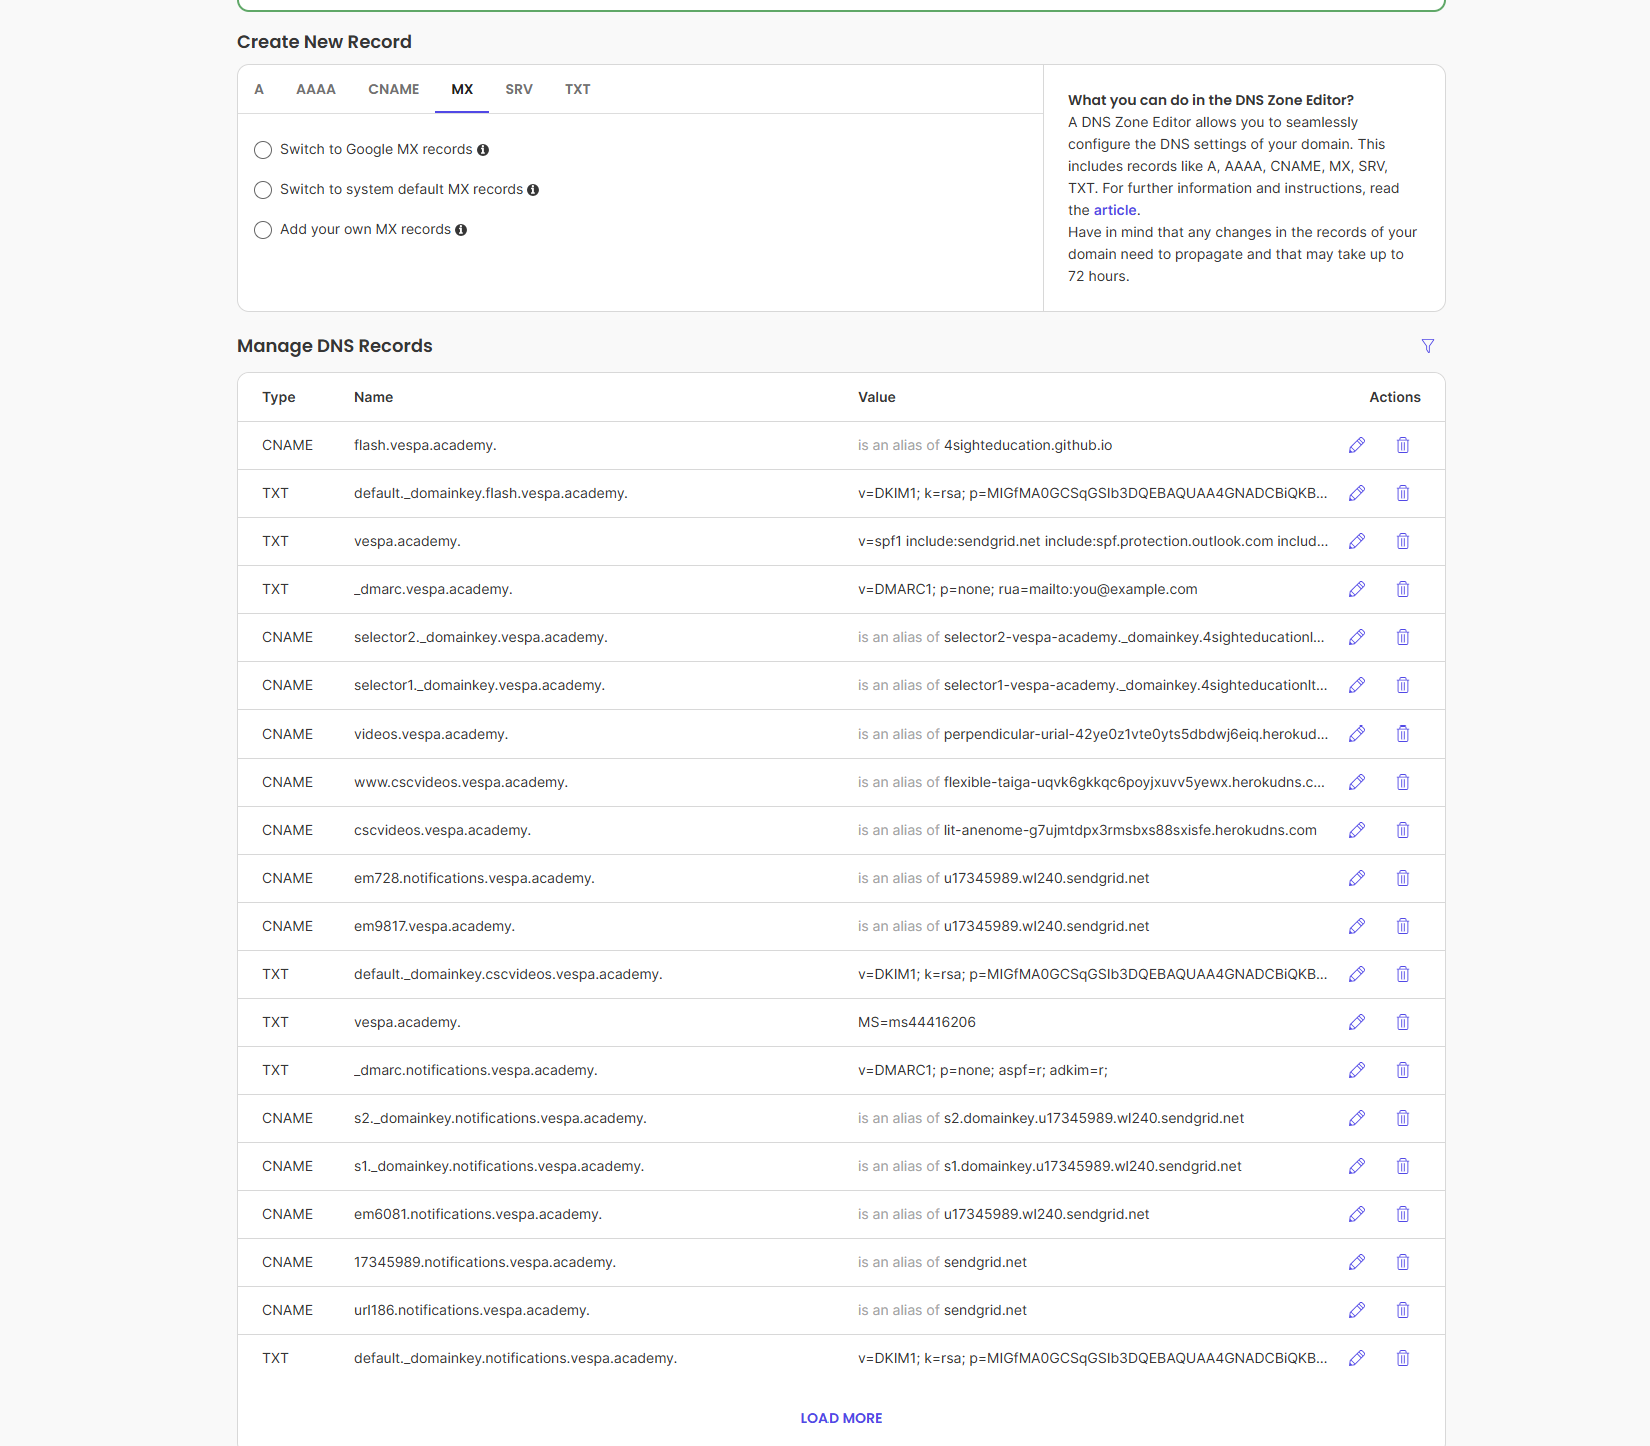 Create New Record
A AAAA CNAME MX SRV TXT
Switch to Google MX records
Switch to system default MX records
Add your own MX records
What you can do in the DNS Zone Editor?
A DNS Zone Editor allows you to seamlessly
configure the DNS settings of your domain. This
includes records like A, AAAA, CNAME, MX, SRV,
TXT. For further information and instructions, read
the article.
Have in mind that any changes in the records of your
domain need to propagate and that may take up to
72 hours.
Manage DNS Records
Type Name Value Actions
CNAME flash.vespa.academy. is an alias of 4sighteducation.github.io
TXT default._domainkey.flash.vespa.academy. v=DKIM1; k=rsa; p=MIGfMA0GCSqGSIb3DQEBAQUAA4GNADCBiQKB...
TXT vespa.academy. v=spf1 include:sendgrid.net include:spf.protection.outlook.com includ...
TXT _dmarc.vespa.academy. v=DMARC1; p=none; rua=mailto:you@example.com
CNAME selector2._domainkey.vespa.academy. is an alias of selector2-vespa-academy._domainkey.4sighteducationl...
CNAME selector1._domainkey.vespa.academy. is an alias of selector1-vespa-academy._domainkey.4sighteducationlt...
CNAME videos.vespa.academy. is an alias of perpendicular-urial-42ye0z1vte0yts5dbdwj6eiq.herokud...
CNAME www.cscvideos.vespa.academy. is an alias of flexible-taiga-uqvk6gkkqc6poyjxuvv5yewx.herokudns.c...
CNAME cscvideos.vespa.academy. is an alias of lit-anenome-g7ujmtdpx3rmsbxs88sxisfe.herokudns.com
CNAME em728.notifications.vespa.academy. is an alias of u17345989.wl240.sendgrid.net
CNAME em9817.vespa.academy. is an alias of u17345989.wl240.sendgrid.net
TXT default._domainkey.cscvideos.vespa.academy. v=DKIM1; k=rsa; p=MIGfMA0GCSqGSIb3DQEBAQUAA4GNADCBiQKB...
TXT vespa.academy. MS=ms44416206
TXT _dmarc.notifications.vespa.academy. v=DMARC1; p=none; aspf=r; adkim=r;
CNAME s2._domainkey.notifications.vespa.academy. is an alias of s2.domainkey.u17345989.wl240.sendgrid.net
CNAME s1._domainkey.notifications.vespa.academy. is an alias of s1.domainkey.u17345989.wl240.sendgrid.net
CNAME em6081.notifications.vespa.academy. is an alias of u17345989.wl240.sendgrid.net
CNAME 17345989.notifications.vespa.academy. is an alias of sendgrid.net
CNAME url186.notifications.vespa.academy. is an alias of sendgrid.net
TXT default._domainkey.notifications.vespa.academy. v=DKIM1; k=rsa; p=MIGfMA0GCSqGSIb3DQEBAQUAA4GNADCBiQKB...
LOAD MORE